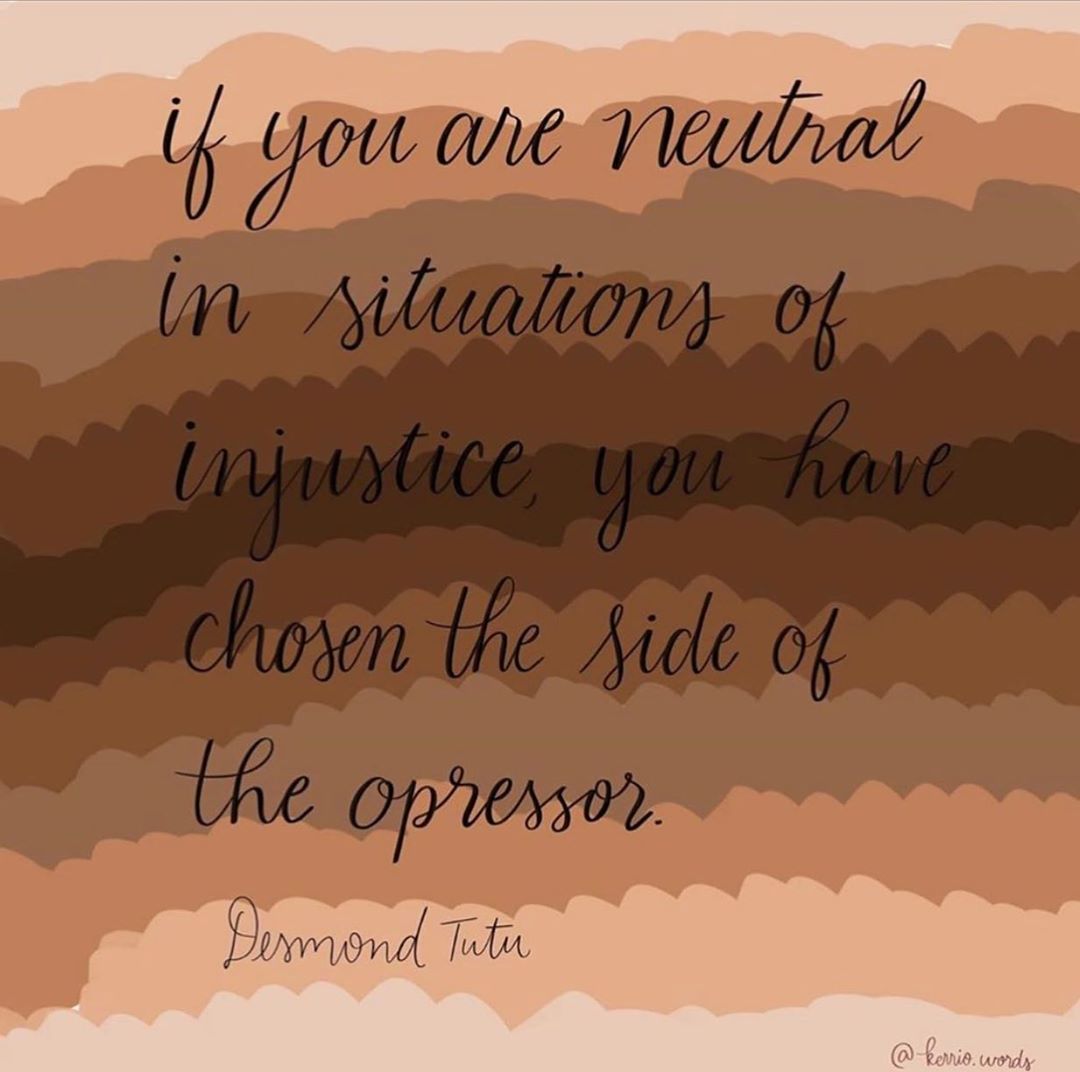 if you are neutral
in situations of
injustice, you have
chosen the side of
the opressor.
Desmond Tutu
@kerrio.words